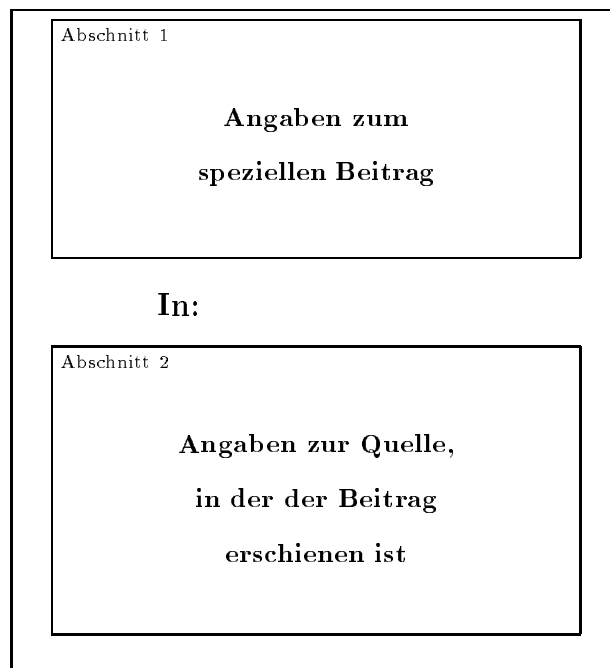 Abschnitt 1
Angaben zum
speziellen Beitrag
In:
Abschnitt 2
Angaben zur Quelle,
in der der Beitrag
erschienen ist